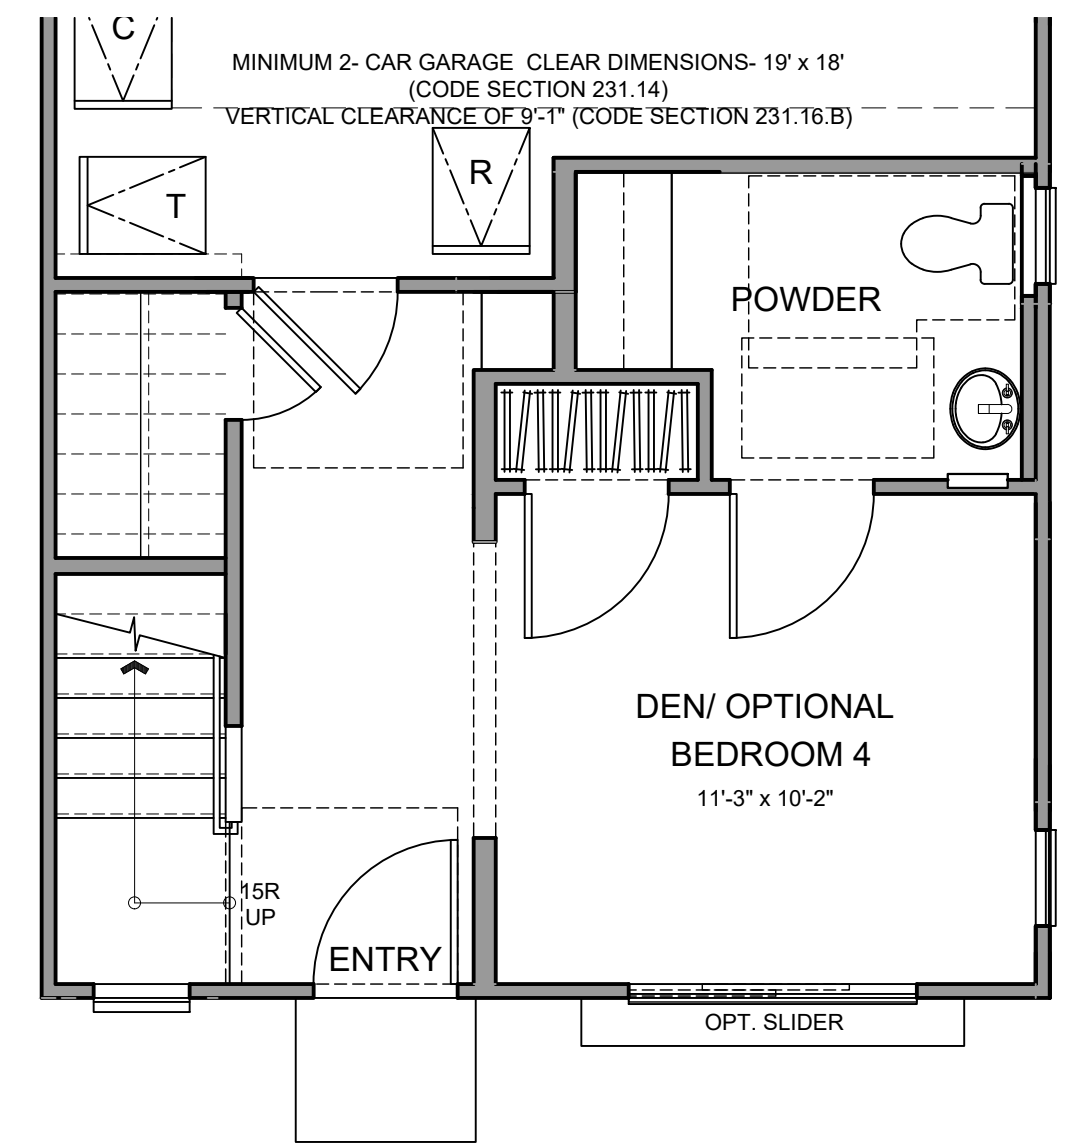 C
MINIMUM 2- CAR GARAGE CLEAR DIMENSIONS- 19' x 18'
(CODE SECTION 231.14)
VERTICAL CLEARANCE OF 9'-1" (CODE SECTION 231.16.B)
T
R
POWDER
DEN/ OPTIONAL
BEDROOM 4
11'-3" x 10'-2"
15R
UP
ENTRY
OPT. SLIDER